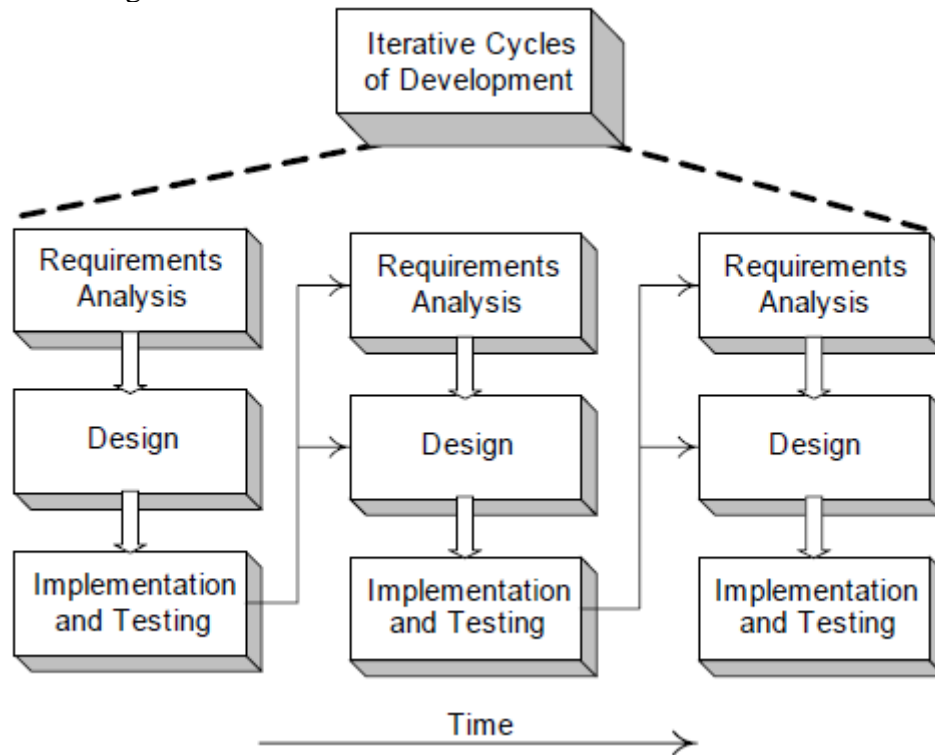 Iterative Cycles
of Development
Requirements
Analysis
Requirements
Analysis
Requirements
Analysis
Design
Design
Design
Implementation
and Testing
Implementation
and Testing
Implementation
and Testing
Time